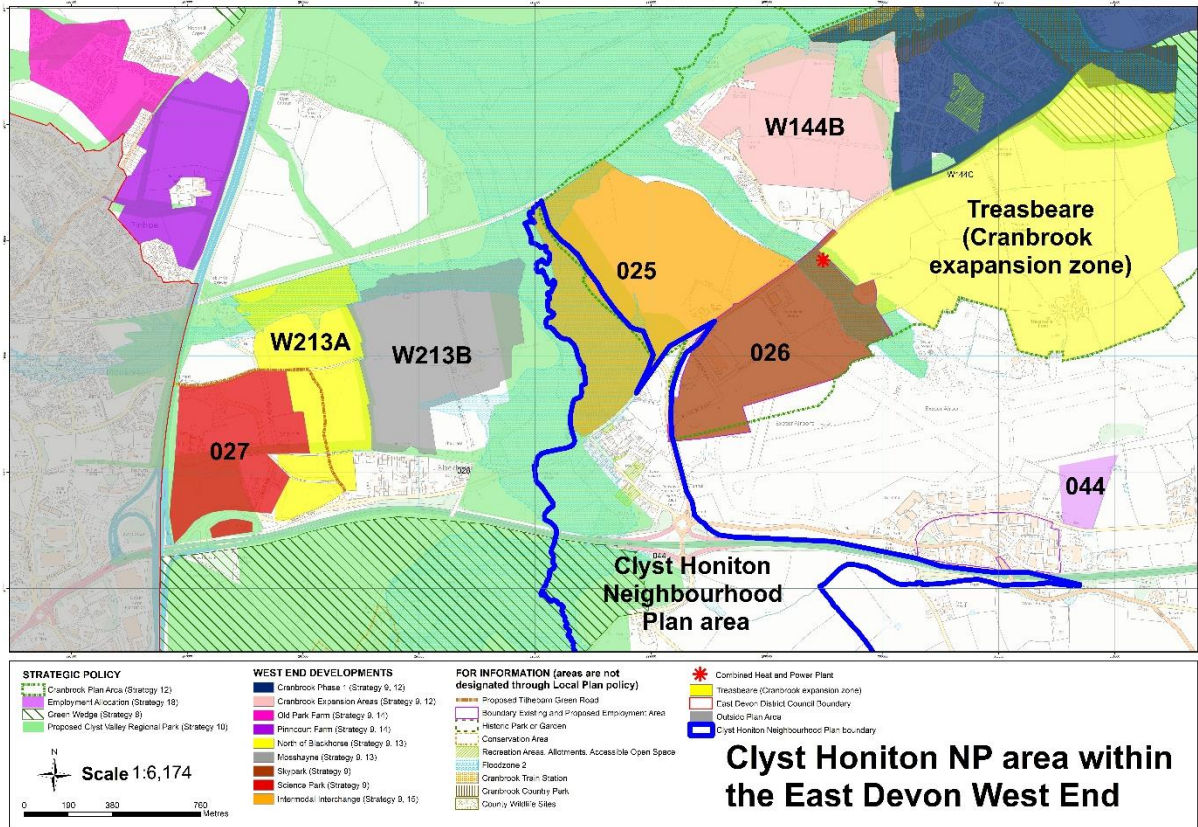 W144B
W144C
Treasbeare
(Cranbrook
exapansion zone)
025
026
W213A
W213B
027
028
044
044
Exeter Airport
Clyst Honiton
Neighbourhood
Plan area
STRATEGIC POLICY
Cranbrook Plan Area (Strategy 12)
Employment Allocation (Strategy 18)
Green Wedge (Strategy 8)
Proposed Clyst Valley Regional Park (Strategy 10)
N
Scale 1:6,174
0 190 380 760
Metres
WEST END DEVELOPMENTS
Cranbrook Phase 1 (Strategy 9, 12)
Cranbrook Expansion Areas (Strategy 9, 12)
Old Park Farm (Strategy 9, 14)
Pinncourt Farm (Strategy 9, 14)
North of Blackhorse (Strategy 9, 13)
Mosshayne (Strategy 9, 13)
Skypark (Strategy 9)
Science Park (Strategy 9)
Intermodal Interchange (Strategy 9, 15)
FOR INFORMATION (areas are not
designated through Local Plan policy)
Proposed Tithebarn Green Road
Boundary Existing and Proposed Employment Area
Historic Park or Garden
Conservation Area
Recreation Areas, Allotments, Accessible Open Space
Floodzone 2
Cranbrook Train Station
Cranbrook Country Park
County Wildlife Sites
Combined Heat and Power Plant
Treasbeare (Cranbrook expansion zone)
East Devon District Council Boundary
Outside Plan Area
Clyst Honiton Neighbourhood Plan boundary
Clyst Honiton NP area within
the East Devon West End